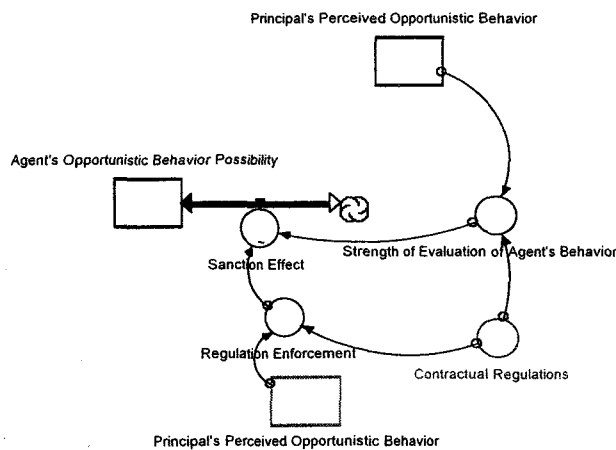 Principal's Perceived Opportunistic Behavior
Agent's Opportunistic Behavior Possibility
Strength of Evaluation of Agent's Behavior
Sanction Effect
Regulation Enforcement
Contractual Regulations
Principal's Perceived Opportunistic Behavior